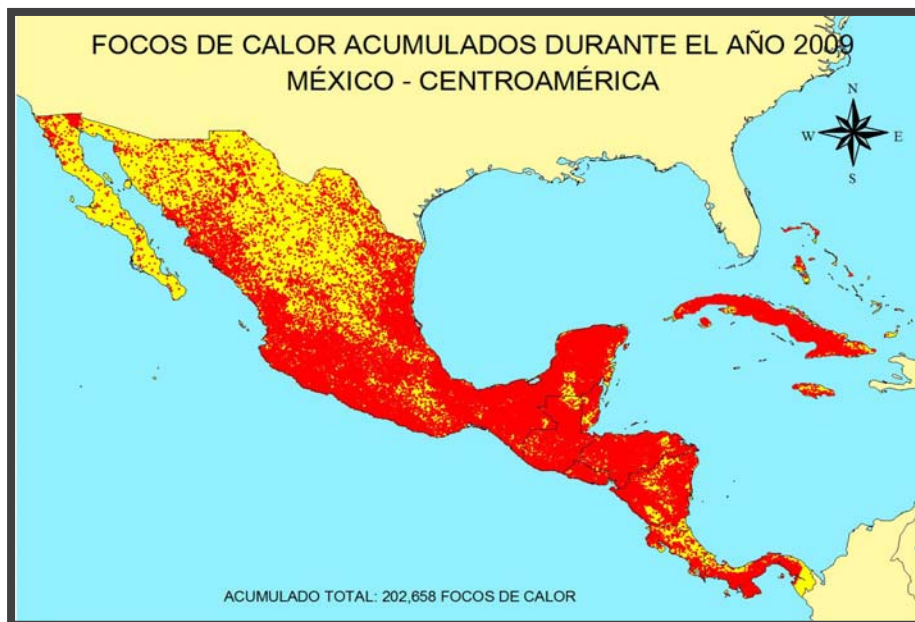 FOCOS DE CALOR ACUMULADOS DURANTE EL AÑO 2009
MÉXICO - CENTROAMÉRICA
N
W E
S
ACUMULADO TOTAL: 202,658 FOCOS DE CALOR